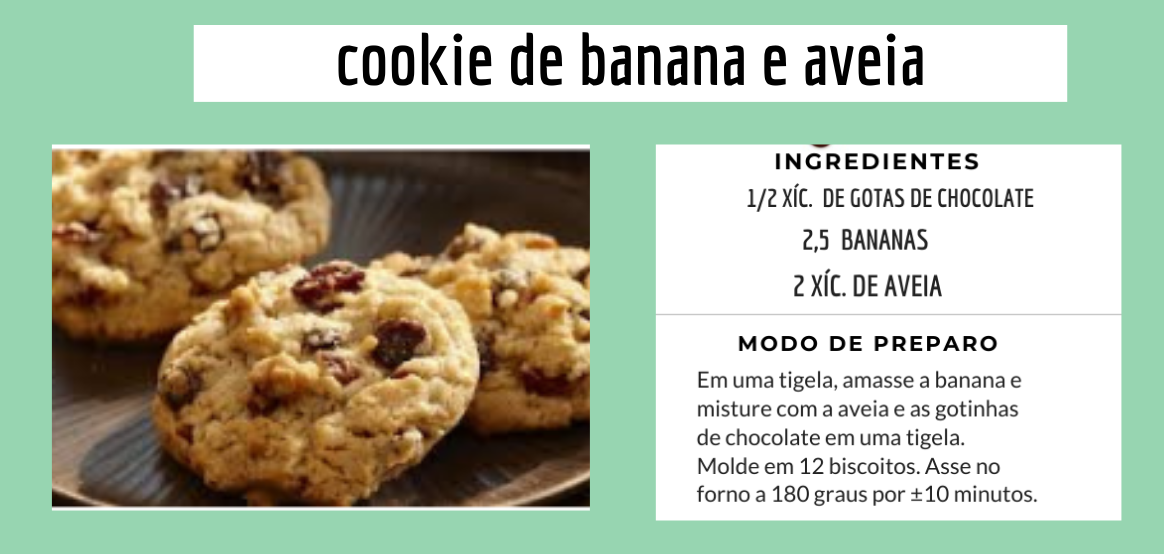 cookie de banana e aveia
INGREDIENTES
1/2 XÍC. DE GOTAS DE CHOCOLATE
2,5 BANANAS
2 XÍC. DE AVEIA
MODO DE PREPARO
Em uma tigela, amasse a banana e
misture com a aveia e as gotinhas
de chocolate em uma tigela.
Molde em 12 biscoitos. Asse no
forno a 180 graus por ±10 minutos.